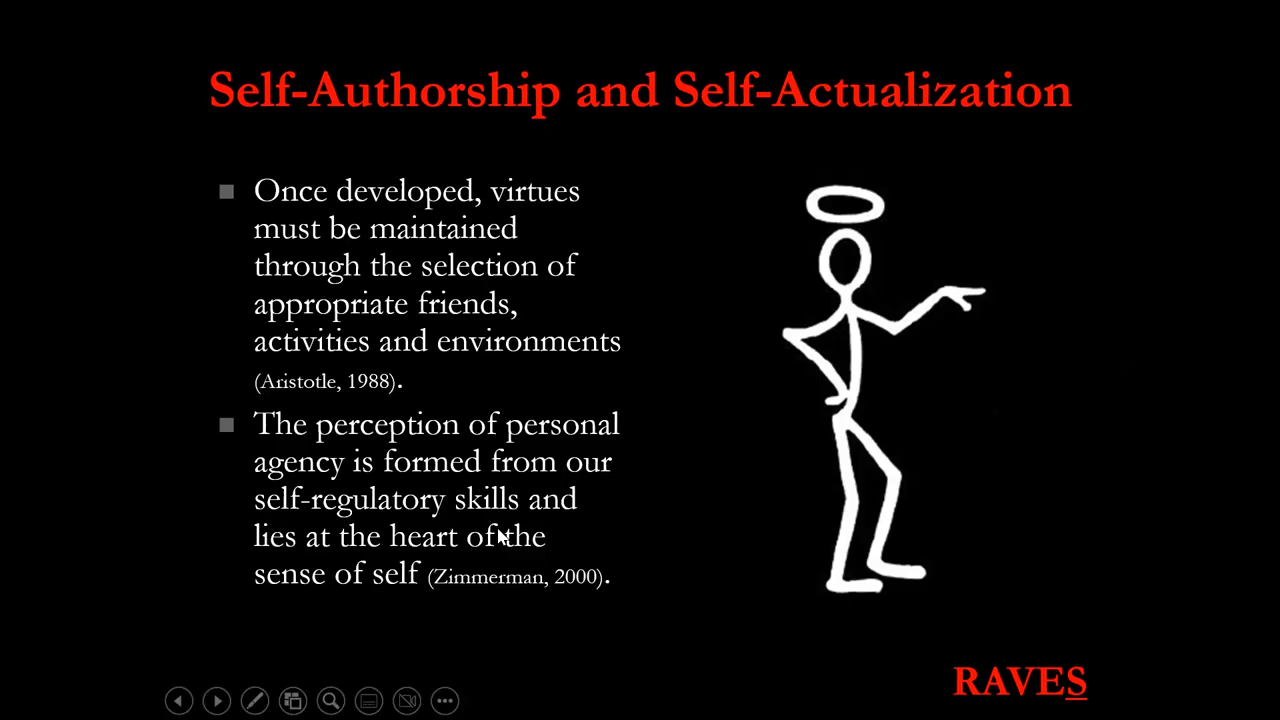 Self-Authorship and Self-Actualization
Once developed, virtues
must be maintained
through the selection of
appropriate friends,
activities and environments
(Aristotle, 1988).
The perception of personal
agency is formed from our
self-regulatory skills and
lies at the heart of the
sense of self (Zimmerman, 2000).
RAVES